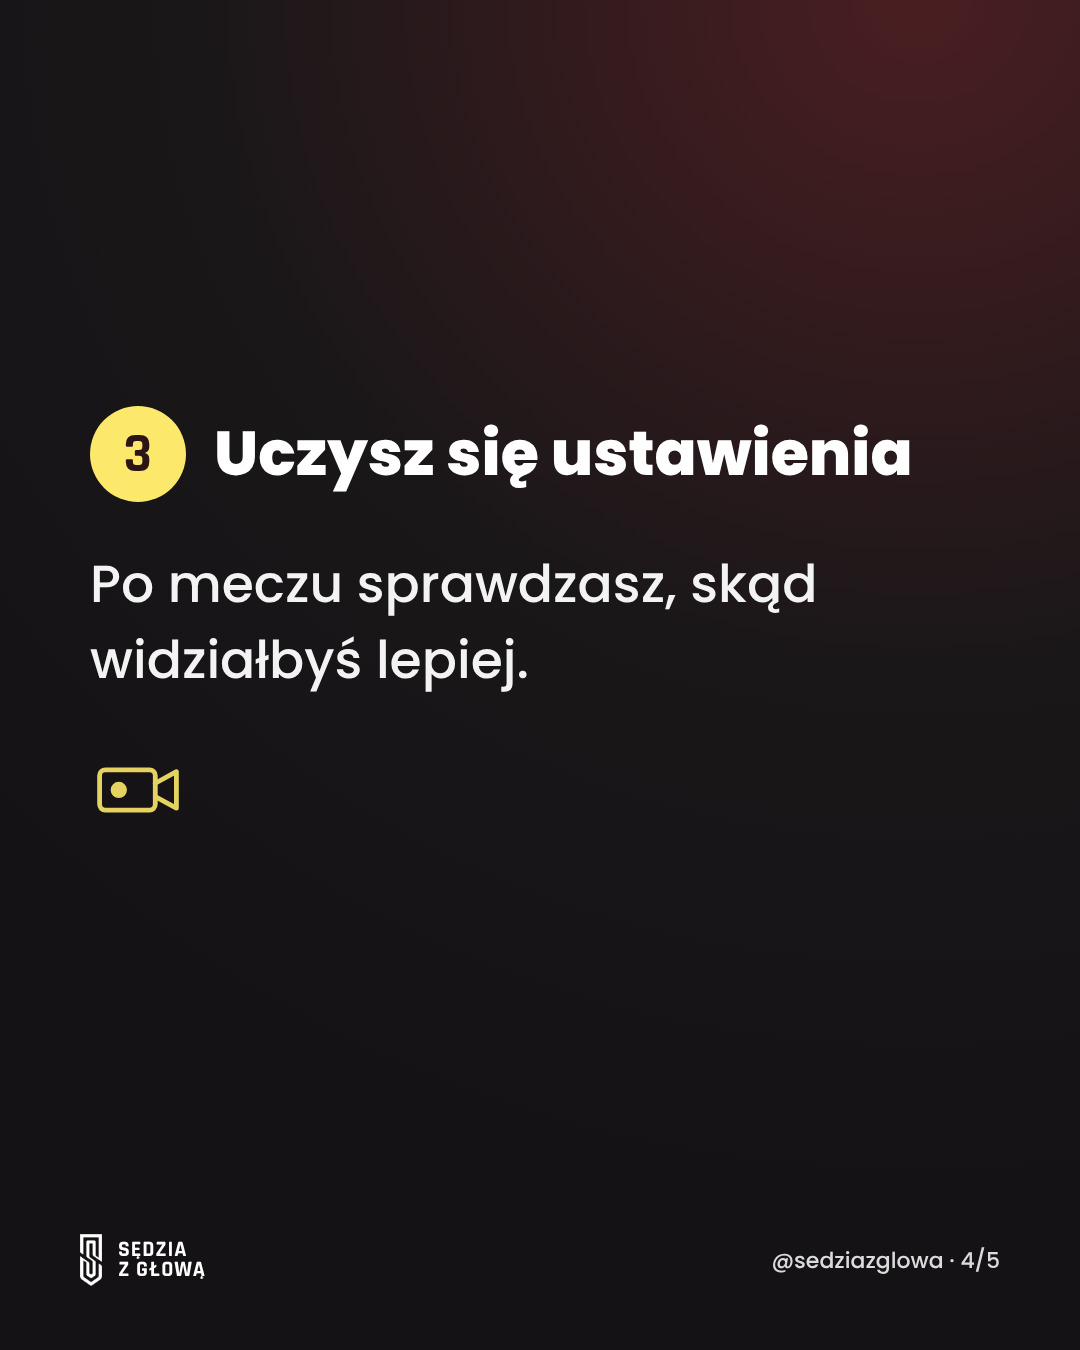 3 Uczysz się ustawienia
Po meczu sprawdzasz, skąd
widziałbyś lepiej.
SĘDZIA
Z GŁOWĄ
@sedziazglowa · 4/5